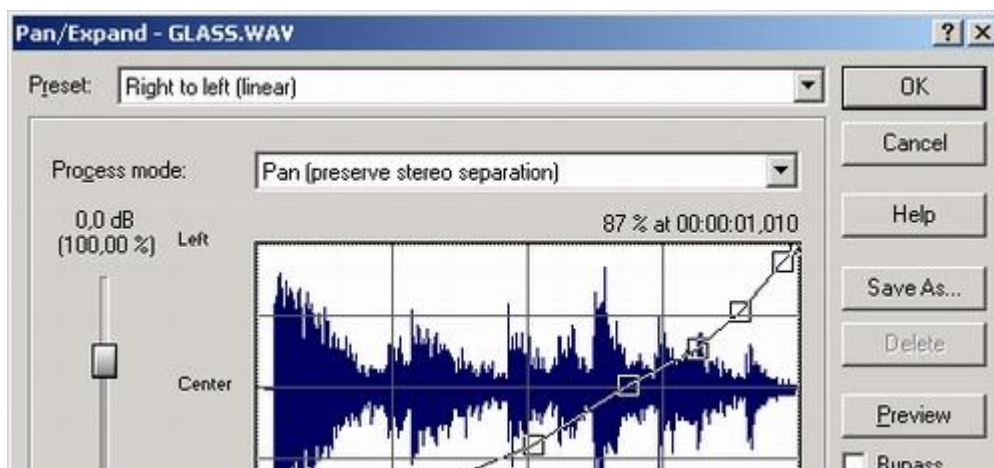 Pan/Expand - GLASS.WAV
Preset: Right to left (linear)
OK
Cancel
Process mode: Pan (preserve stereo separation)
0,0 dB
(100,00 %)
Left
87 % at 00:00:01,010
Help
Save As...
Delete
Center
Preview
Bypass